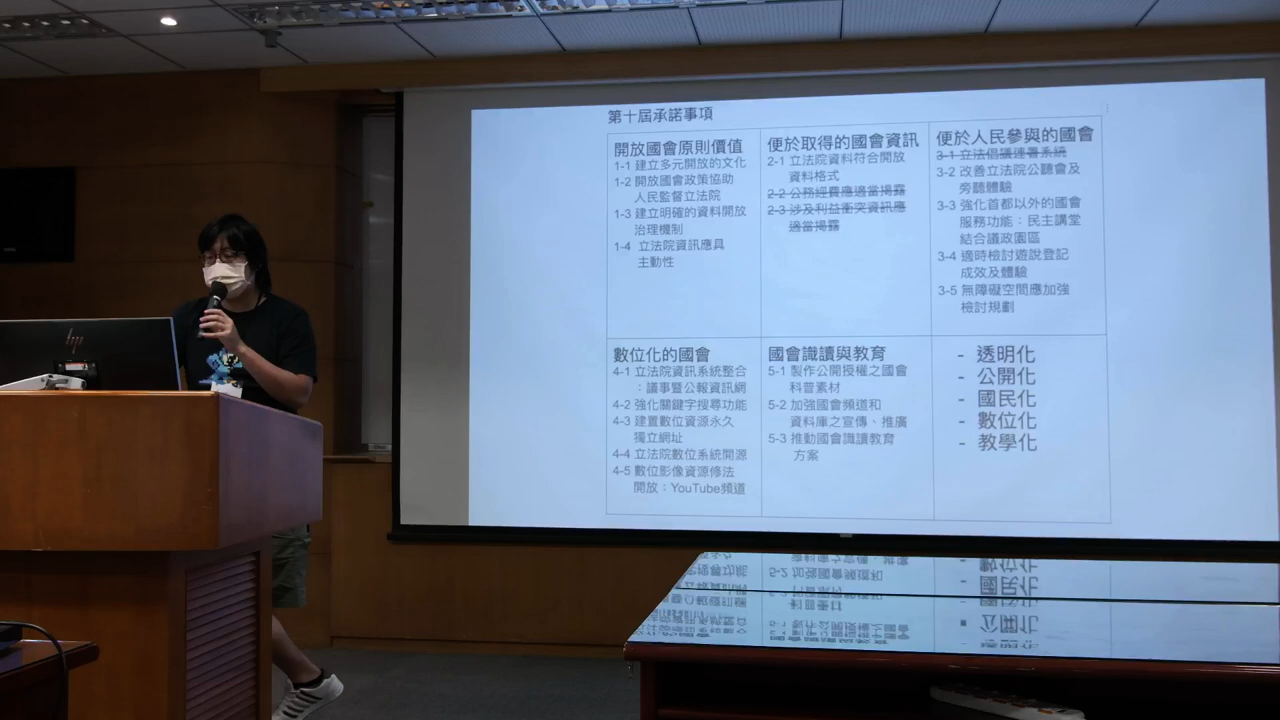 第十屆承諾事項
開放國會原則價值
1-1 建立多元開放的文化
1-2 開放國會政策協助
人民監督立法院
1-3 建立明確的資料開放
治理機制
1-4 立法院資訊應具
主動性
便於取得的國會資訊
2-1 立法院資料符合開放
資料格式
2-2 公務經費應適當揭露
2-3 涉及利益衝突資訊應
適當揭露
便於人民參與的國會
3-1 立法倡議連署系統
3-2 改善立法院公聽會及
旁聽體驗
3-3 強化首都以外的國會
服務功能：民主講堂
結合議政園區
3-4 適時檢討遊說登記
成效及體驗
3-5 無障礙空間應加強
檢討規劃
數位化的國會
4-1 立法院資訊系統整合
：議事暨公報資訊網
4-2 強化關鍵字搜尋功能
4-3 建置數位資源永久
獨立網址
4-4 立法院數位系統開源
4-5 數位影像資源修法
開放：YouTube頻道
國會識讀與教育
5-1 製作公開授權之國會
科普素材
5-2 加強國會頻道和
資料庫之宣傳、推廣
5-3 推動國會識讀教育
方案
- 透明化
- 公開化
- 國民化
- 數位化
- 教學化
hp